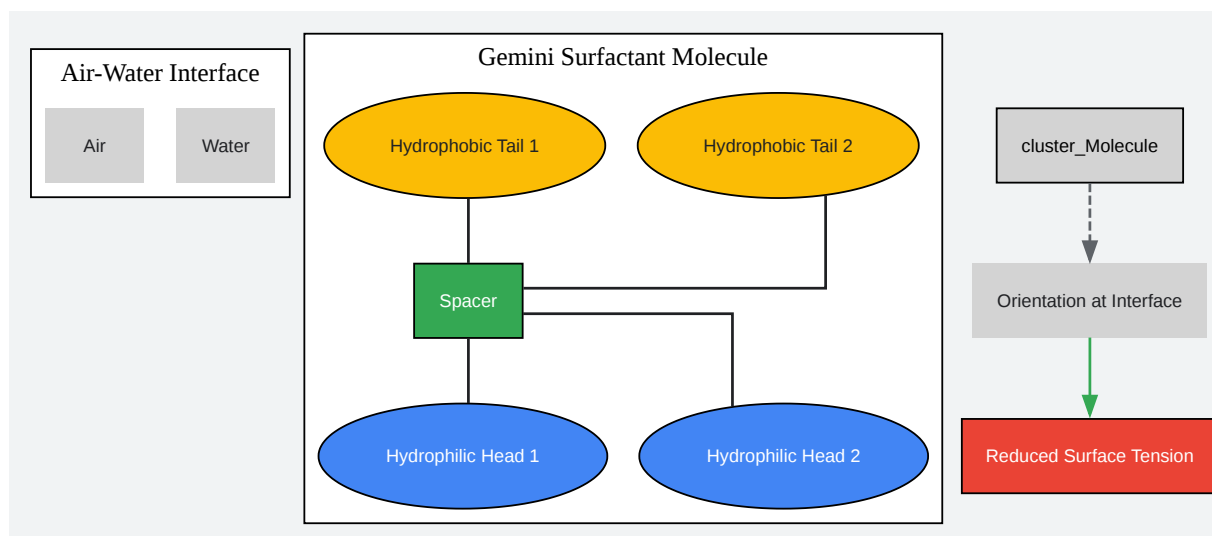 Air-Water Interface
Air
Water
Gemini Surfactant Molecule
Hydrophobic Tail 1
Hydrophobic Tail 2
Spacer
Hydrophilic Head 1
Hydrophilic Head 2
cluster_Molecule
Orientation at Interface
Reduced Surface Tension